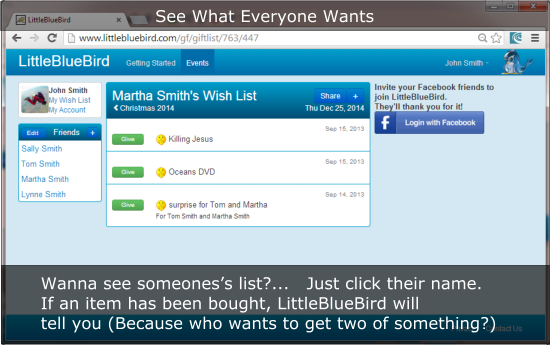 See What Everyone Wants
LittleBlueBird
www.littlebluebird.com/gf/giftlist/763/447
LittleBlueBird Getting Started Events John Smith
John Smith
My Wish List
My Account
Edit Friends +
Sally Smith
Tom Smith
Martha Smith
Lynne Smith
Martha Smith's Wish List
Share +
Christmas 2014
Thu Dec 25, 2014
Sep 15, 2013
Give Killing Jesus
Sep 15, 2013
Give Oceans DVD
Sep 14, 2013
Give surprise for Tom and Martha
For Tom Smith and Martha Smith
Invite your Facebook friends to
join LittleBlueBird.
They'll thank you for it!
f Login with Facebook
Wanna see someones's list?... Just click their name.
If an item has been bought, LittleBlueBird will
tell you (Because who wants to get two of something?)
Contact Us